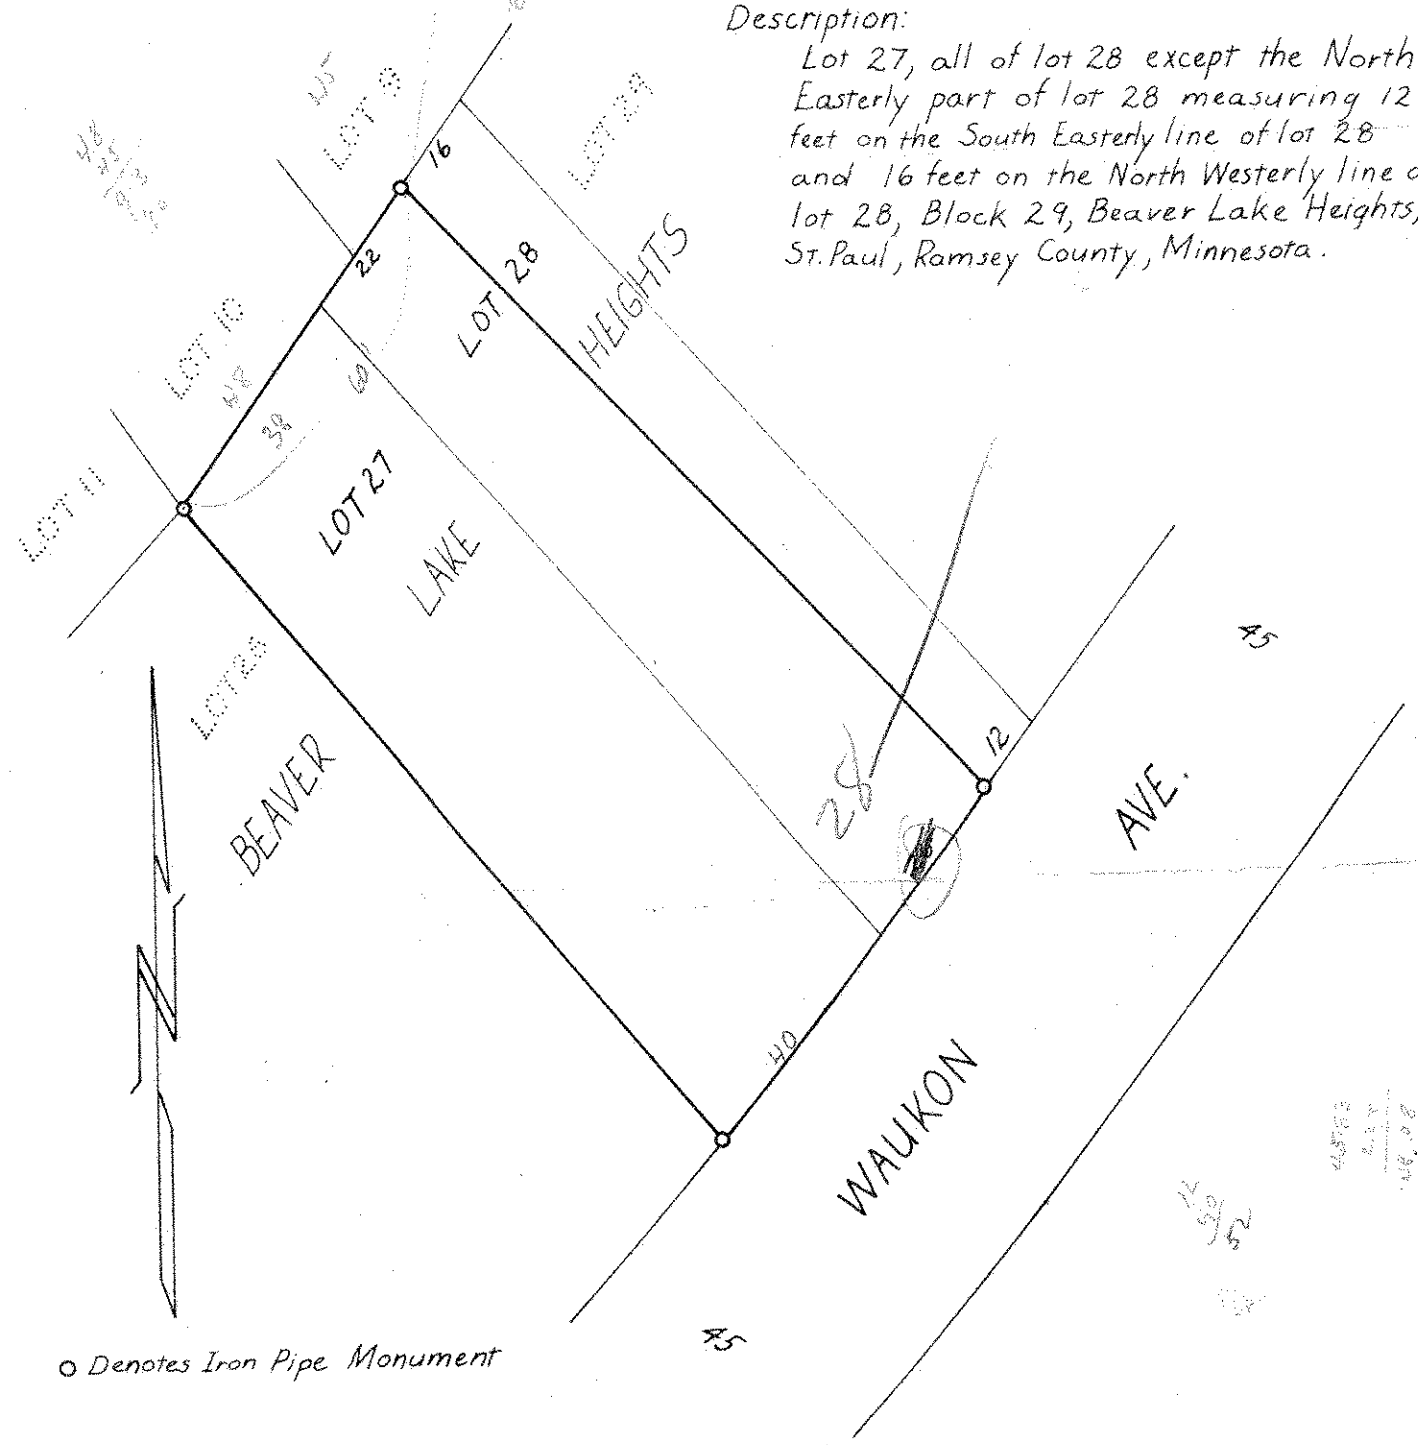 Description:
Lot 27, all of lot 28 except the North
Easterly part of lot 28 measuring 12
feet on the South Easterly line of lot 28
and 16 feet on the North Westerly line
lot 28, Block 29, Beaver Lake Heights,
St. Paul, Ramsey County, Minnesota.
LOT 9
LOT 29
16
22
LOT 28
HEIGHTS
LOT 10
48
60
38
LOT 11
LOT 27
LAKE
45
BEAVER
12
28
AVE.
40
WAUKON
45
N
O Denotes Iron Pipe Monument